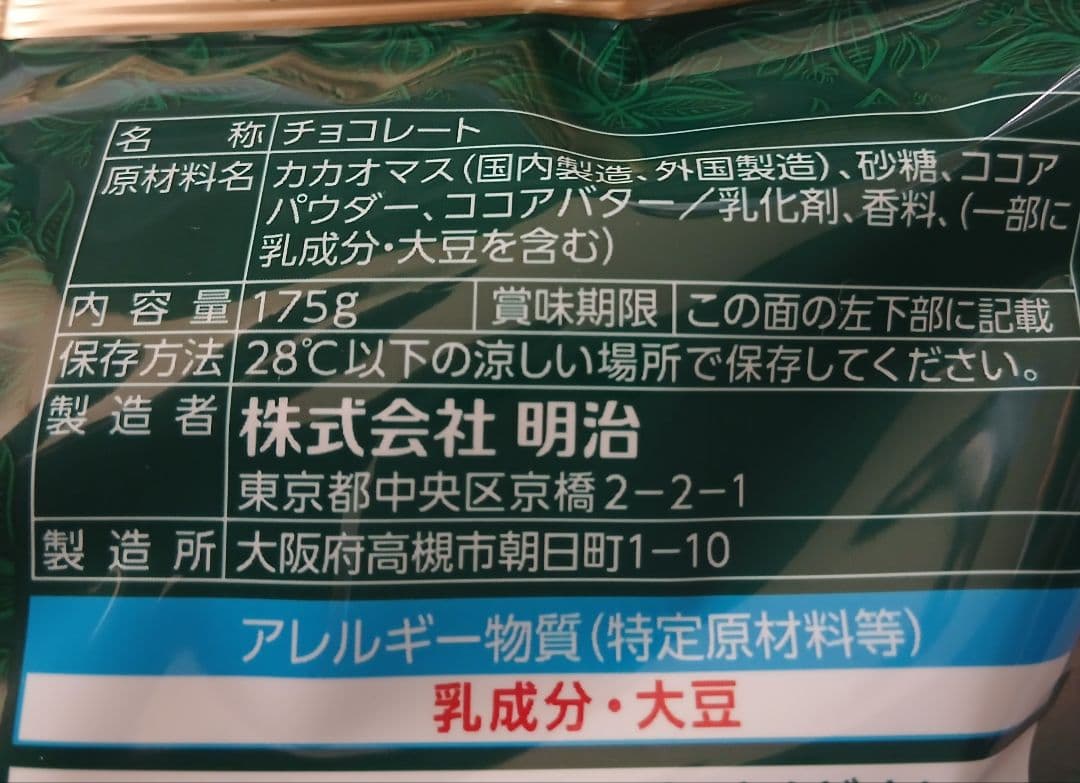 名称 チョコレート
原材料名 カカオマス(国内製造、外国製造)、砂糖、ココア
パウダー、ココアバター/乳化剤、香料、(一部に
乳成分・大豆を含む)
内容量 175g 賞味期限 この面の左下部に記載
保存方法 28℃以下の涼しい場所で保存してください。
製造者 株式会社 明治
東京都中央区京橋2-2-1
製造所 大阪府高槻市朝日町1-10
アレルギー物質(特定原材料等)
乳成分・大豆